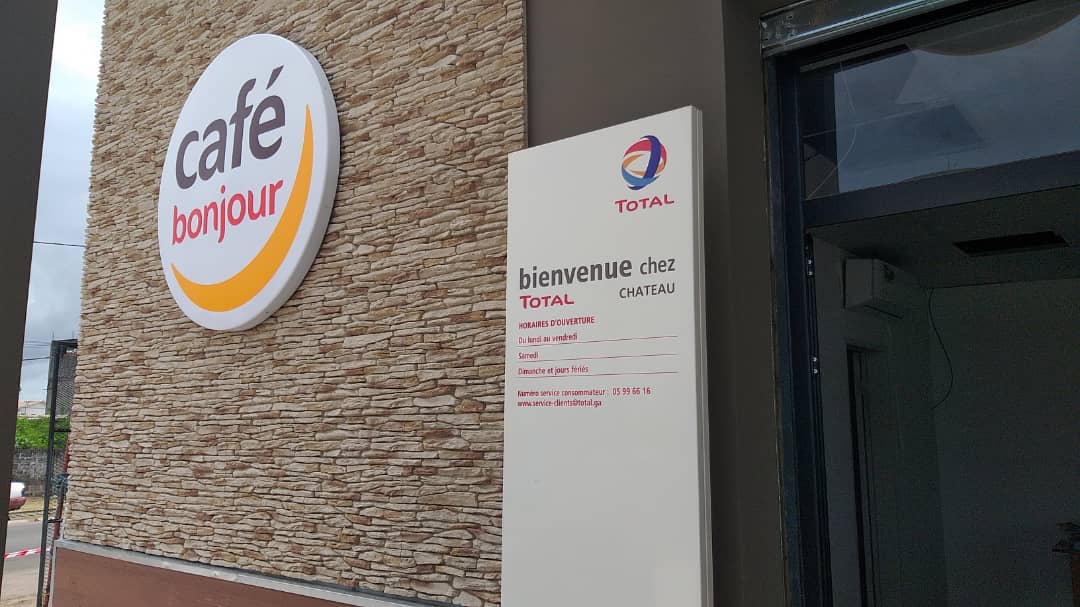 café
bonjour
TOTAL
bienvenue chez
TOTAL CHATEAU
HORAIRES D'OUVERTURE
Du lundi au vendredi
Samedi
Dimanche et jours fériés
Numéro service consommateur : 05 99 66 16
www.service-clients@total.ga